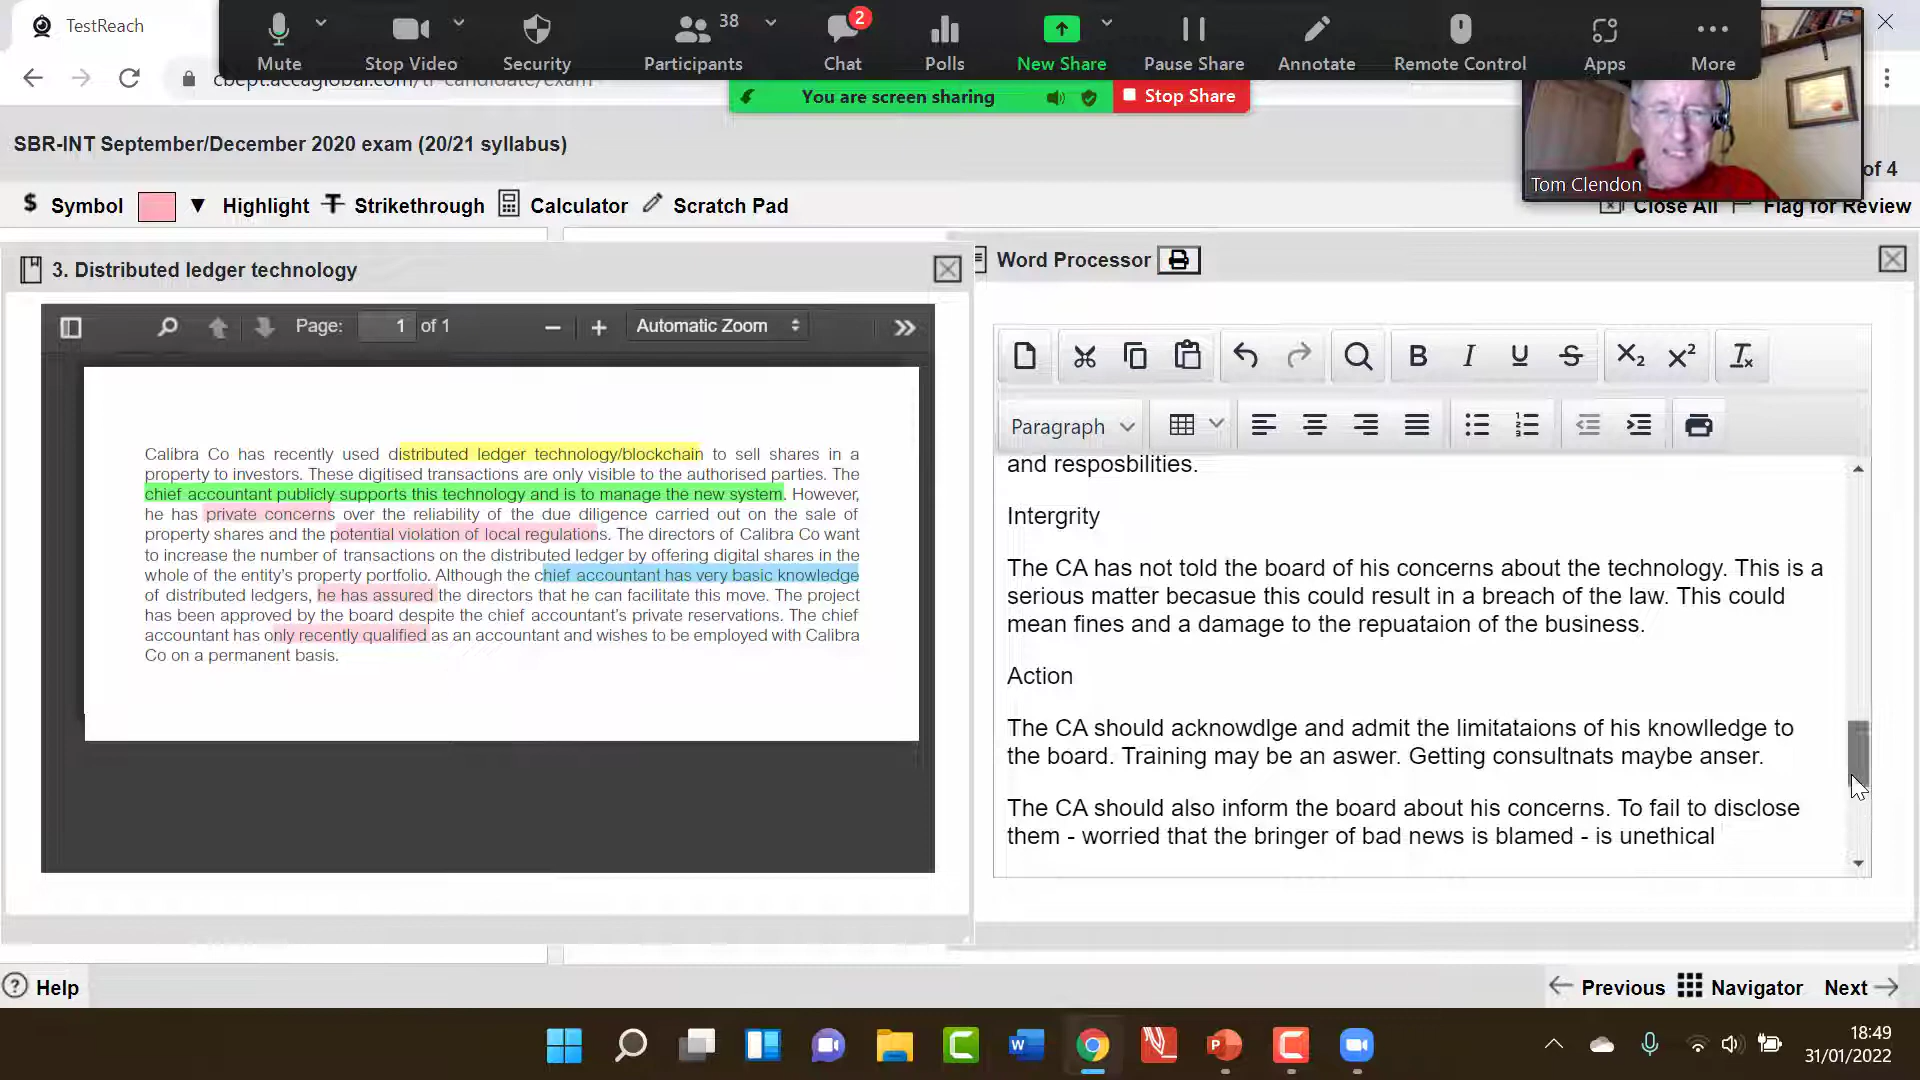 TestReach
Mute
Stop Video
Security
Participants
38
Chat
2
Polls
New Share
Pause Share
Annotate
Remote Control
Apps
More
cbept.accaglobal.com/tr-candidate/exam
You are screen sharing
Stop Share
Tom Clendon
SBR-INT September/December 2020 exam (20/21 syllabus)
of 4
$ Symbol
Highlight
Strikethrough
Calculator
Scratch Pad
Close All
Flag for Review
3. Distributed ledger technology
Page: 1 of 1
Automatic Zoom
Calibra Co has recently used distributed ledger technology/blockchain to sell shares in a
property to investors. These digitised transactions are only visible to the authorised parties. The
chief accountant publicly supports this technology and is to manage the new system. However,
he has private concerns over the reliability of the due diligence carried out on the sale of
property shares and the potential violation of local regulations. The directors of Calibra Co want
to increase the number of transactions on the distributed ledger by offering digital shares in the
whole of the entity's property portfolio. Although the chief accountant has very basic knowledge
of distributed ledgers, he has assured the directors that he can facilitate this move. The project
has been approved by the board despite the chief accountant's private reservations. The chief
accountant has only recently qualified as an accountant and wishes to be employed with Calibra
Co on a permanent basis.
Word Processor
B I U S X2 X2 Tx
Paragraph
and resposbilities.
Intergrity
The CA has not told the board of his concerns about the technology. This is a
serious matter becasue this could result in a breach of the law. This could
mean fines and a damage to the repuataion of the business.
Action
The CA should acknowdlge and admit the limitataions of his knowlledge to
the board. Training may be an aswer. Getting consultnats maybe anser.
The CA should also inform the board about his concerns. To fail to disclose
them - worried that the bringer of bad news is blamed - is unethical
Help
Previous
Navigator
Next
18:49
31/01/2022